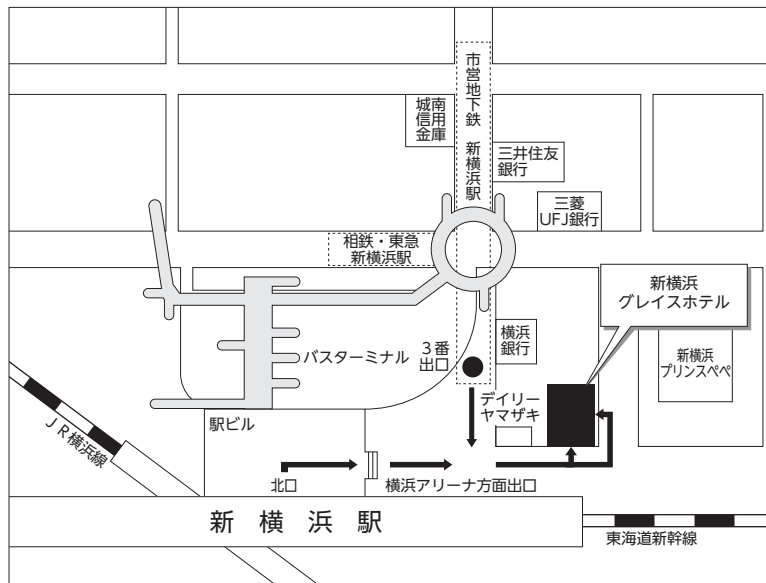 市営地下鉄 新横浜駅
城南
信用
金庫
三井住友
銀行
三菱
UFJ銀行
相鉄・東急
新横浜駅
新横浜
グレイスホテル
横浜
銀行
3番
出口
バスターミナル
新横浜
プリンスペペ
デイリー
ヤマザキ
駅ビル
JR横浜線
北口
横浜アリーナ方面出口
新横浜駅
東海道新幹線